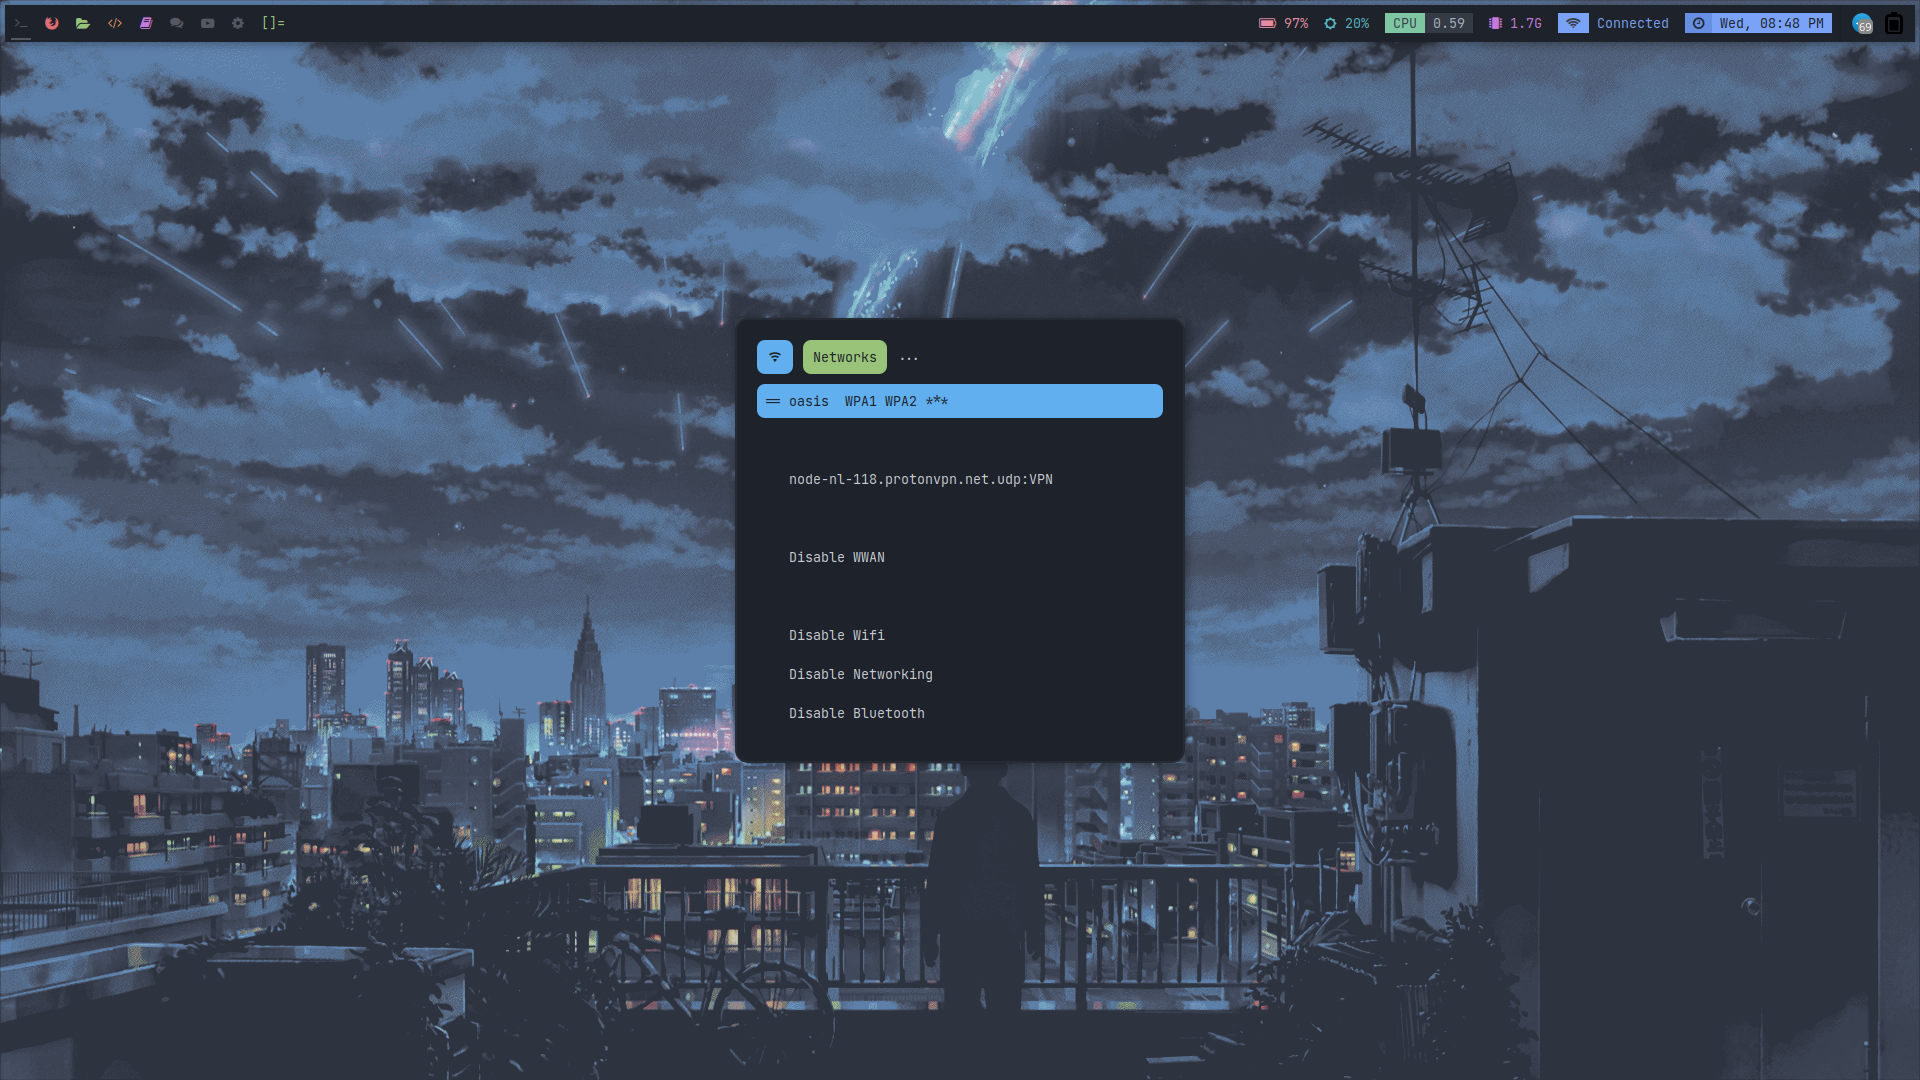 []= 97% 20% CPU 0.59 1.7G Connected Wed, 08:48 PM 69
Networks ...
== oasis WPA1 WPA2 ***
node-nl-118.protonvpn.net.udp:VPN
Disable WWAN
Disable Wifi
Disable Networking
Disable Bluetooth